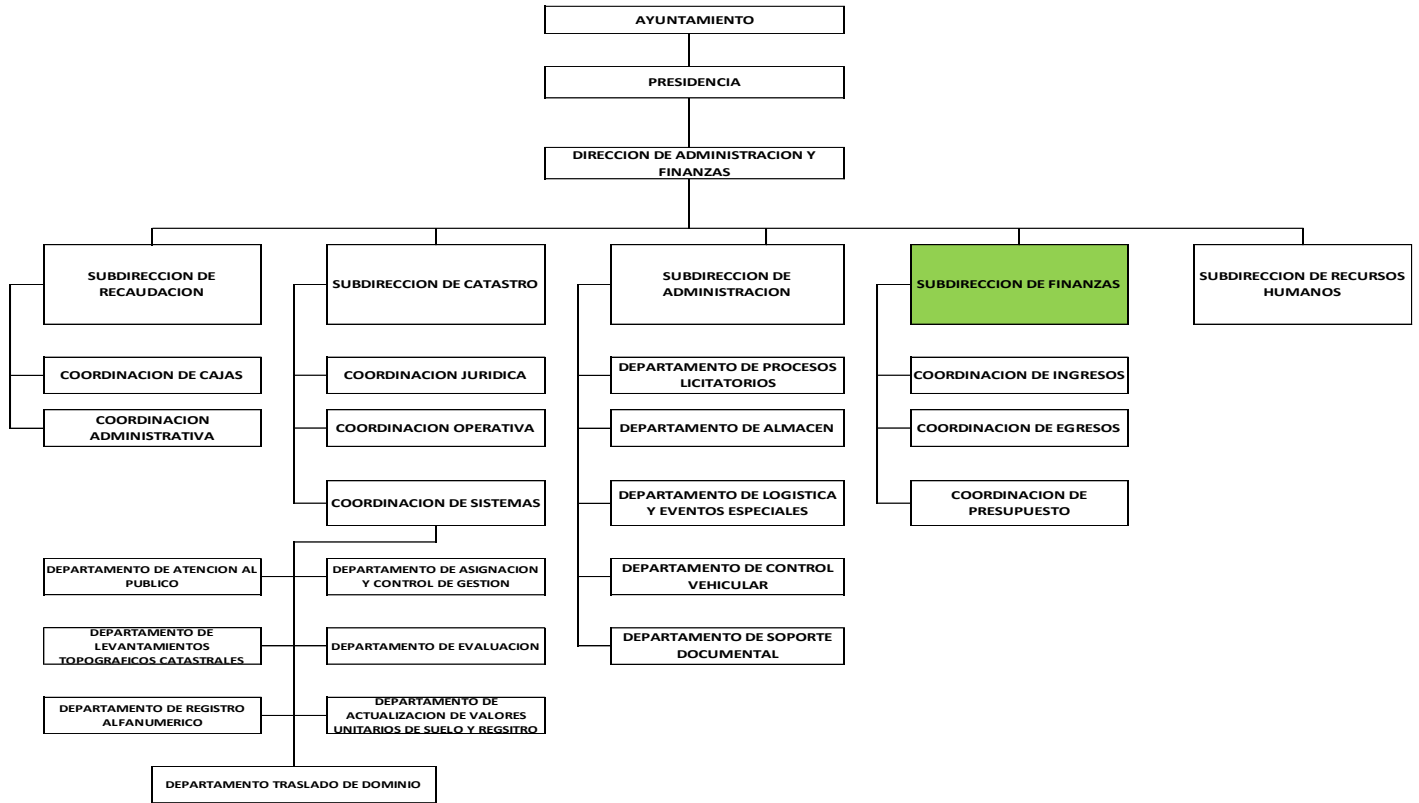 AYUNTAMIENTO
PRESIDENCIA
DIRECCION DE ADMINISTRACION Y
FINANZAS
SUBDIRECCION DE
RECAUDACION
SUBDIRECCION DE CATASTRO
SUBDIRECCION DE
ADMINISTRACION
SUBDIRECCION DE FINANZAS
SUBDIRECCION DE RECURSOS
HUMANOS
COORDINACION DE CAJAS
COORDINACION JURIDICA
DEPARTAMENTO DE PROCESOS
LICITATORIOS
COORDINACION DE INGRESOS
COORDINACION
ADMINISTRATIVA
COORDINACION OPERATIVA
DEPARTAMENTO DE ALMACEN
COORDINACION DE EGRESOS
COORDINACION DE SISTEMAS
DEPARTAMENTO DE LOGISTICA
Y EVENTOS ESPECIALES
COORDINACION DE
PRESUPUESTO
DEPARTAMENTO DE ATENCION AL
PUBLICO
DEPARTAMENTO DE ASIGNACION
Y CONTROL DE GESTION
DEPARTAMENTO DE CONTROL
VEHICULAR
DEPARTAMENTO DE
LEVANTAMIENTOS
TOPOGRAFICOS CATASTRALES
DEPARTAMENTO DE EVALUACION
DEPARTAMENTO DE SOPORTE
DOCUMENTAL
DEPARTAMENTO DE REGISTRO
ALFANUMERICO
DEPARTAMENTO DE
ACTUALIZACION DE VALORES
UNITARIOS DE SUELO Y REGSITRO
DEPARTAMENTO TRASLADO DE DOMINIO